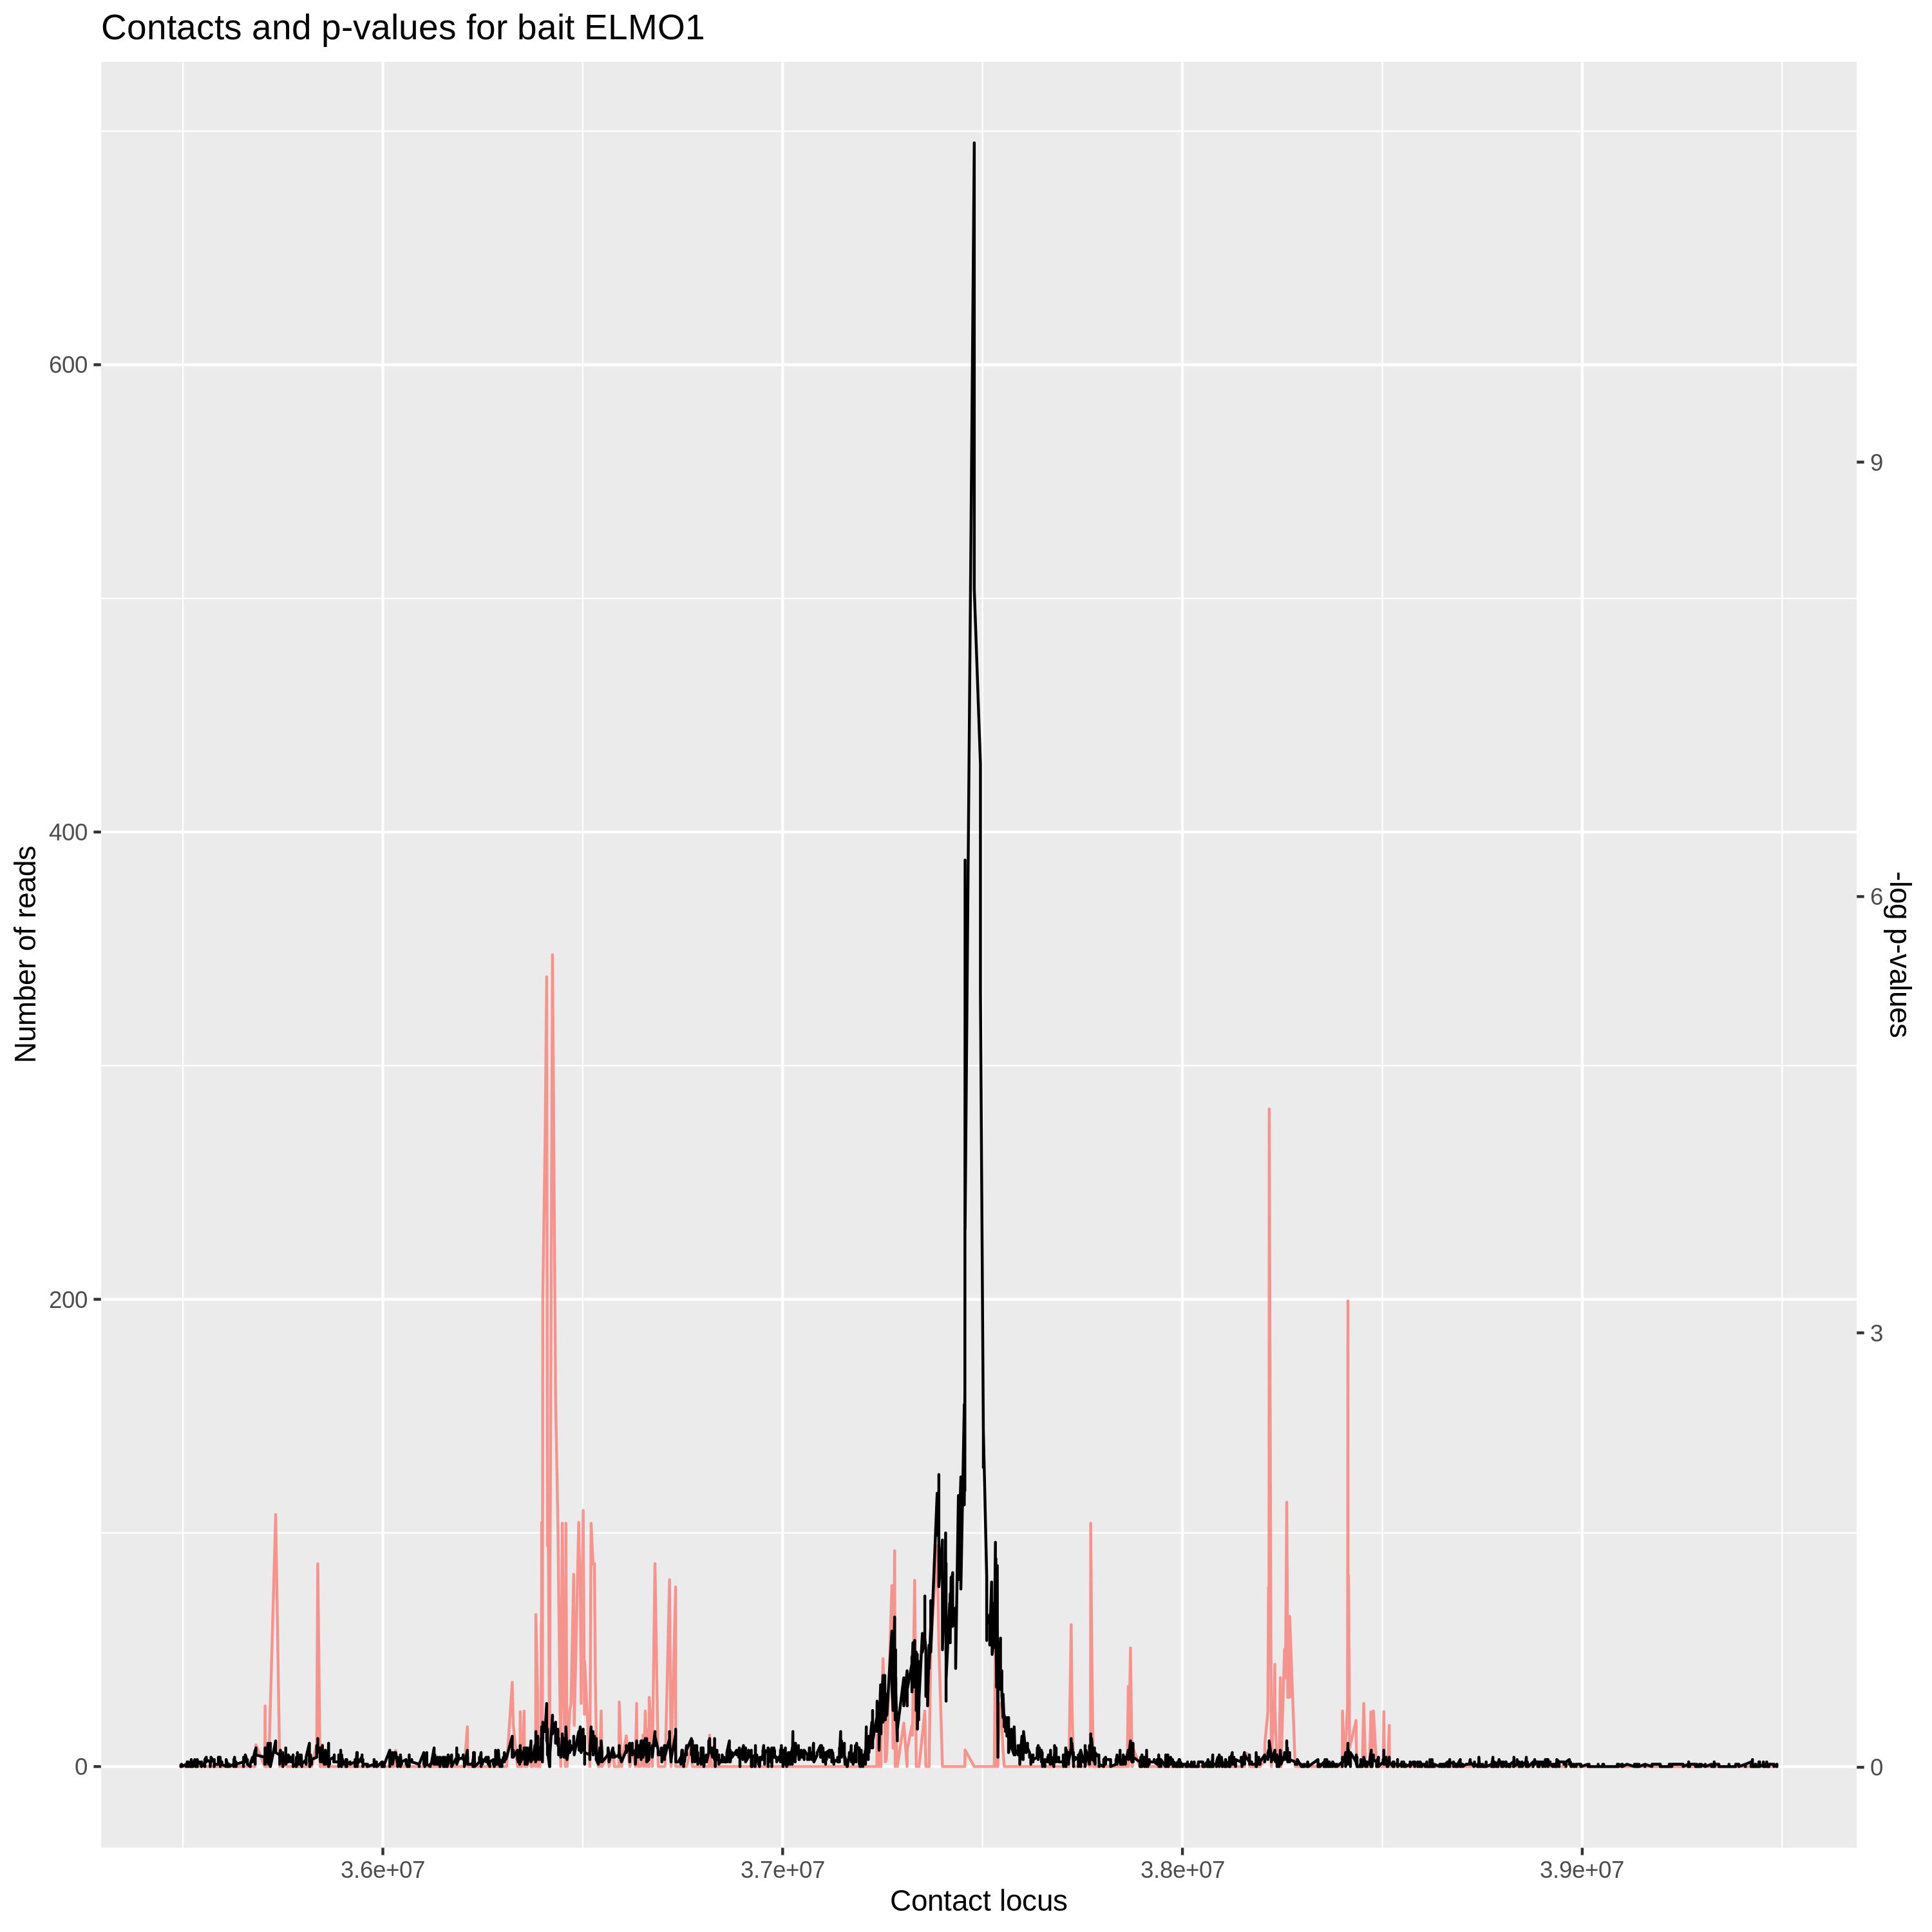 Contacts and p-values for bait ELMO1
600
400
200
0
Number of reads
9
6
3
0
-log p-values
3.6e+07
3.7e+07
3.8e+07
3.9e+07
Contact locus